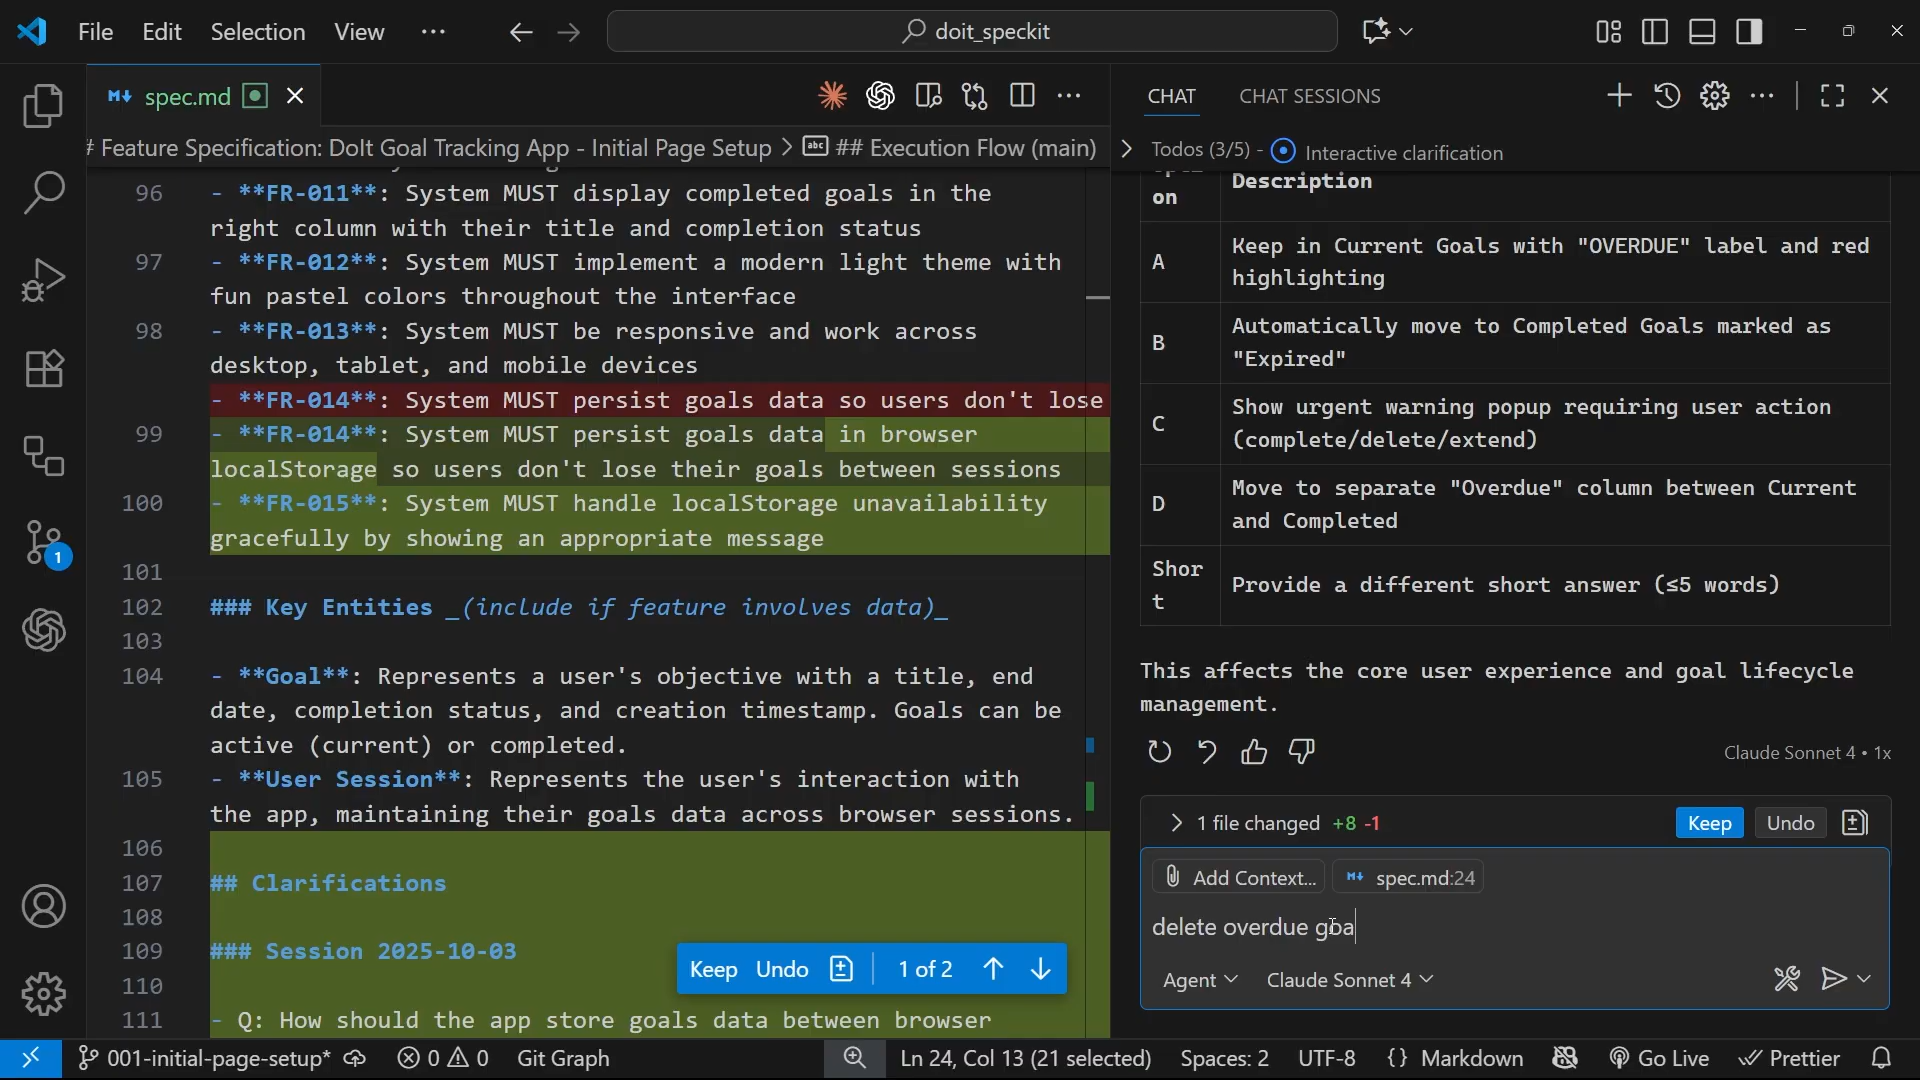 File Edit Selection View ···
doit_speckit
spec.md
# Feature Specification: DoIt Goal Tracking App - Initial Page Setup > ## Execution Flow (main)
96 - **FR-011**: System MUST display completed goals in the
right column with their title and completion status
97 - **FR-012**: System MUST implement a modern light theme with
fun pastel colors throughout the interface
98 - **FR-013**: System MUST be responsive and work across
desktop, tablet, and mobile devices
- **FR-014**: System MUST persist goals data so users don't lose
99 - **FR-014**: System MUST persist goals data in browser
localStorage so users don't lose their goals between sessions
100 - **FR-015**: System MUST handle localStorage unavailability
gracefully by showing an appropriate message
101
102 ### Key Entities _(include if feature involves data)_
103
104 - **Goal**: Represents a user's objective with a title, end
date, completion status, and creation timestamp. Goals can be
active (current) or completed.
105 - **User Session**: Represents the user's interaction with
the app, maintaining their goals data across browser sessions.
106
107 ## Clarifications
108
109 ### Session 2025-10-03
110
111 - Q: How should the app store goals data between browser
Keep Undo 1 of 2
CHAT CHAT SESSIONS
Todos (3/5) - Interactive clarification
on Description
A Keep in Current Goals with "OVERDUE" label and red
highlighting
B Automatically move to Completed Goals marked as
"Expired"
C Show urgent warning popup requiring user action
(complete/delete/extend)
D Move to separate "Overdue" column between Current
and Completed
Shor
t Provide a different short answer (≤5 words)
This affects the core user experience and goal lifecycle
management.
Claude Sonnet 4 • 1x
1 file changed +8 -1 Keep Undo
Add Context... spec.md:24
delete overdue goa
Agent Claude Sonnet 4
1
001-initial-page-setup* 0 0 Git Graph Ln 24, Col 13 (21 selected) Spaces: 2 UTF-8 {} Markdown Go Live Prettier